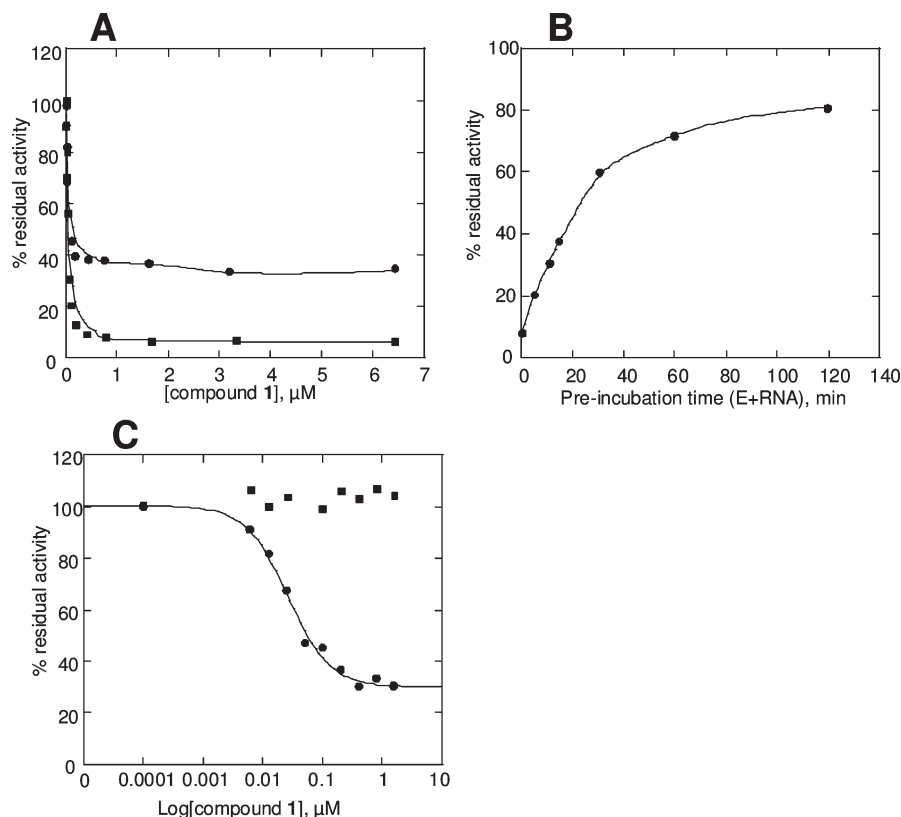 A
120
100
80
60
40
20
0
% residual activity
0 1 2 3 4 5 6 7
[compound 1], µM
B
100
80
60
40
20
0
% residual activity
0 20 40 60 80 100 120 140
Pre-incubation time (E+RNA), min
C
120
100
80
60
40
20
0
% residual activity
0 0.0001 0.001 0.01 0.1 1 10
Log[compound 1], µM